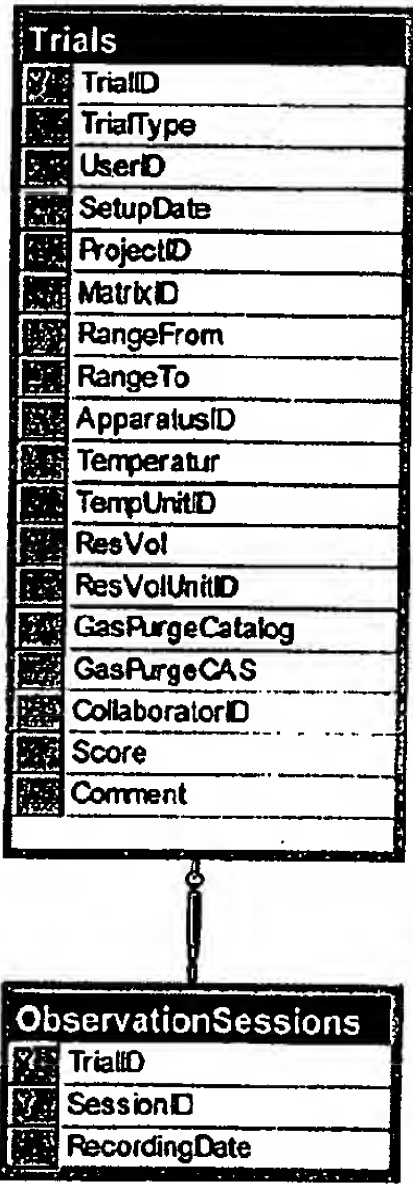 Trials
TrialID
TrialType
UserID
SetupDate
ProjectID
MatrixID
RangeFrom
RangeTo
ApparatusID
Temperatur
TempUnitID
ResVol
ResVolUnitID
GasPurgeCatalog
GasPurgeCAS
CollaboratorID
Score
Comment
ObservationSessions
TrialID
SessionID
RecordingDate